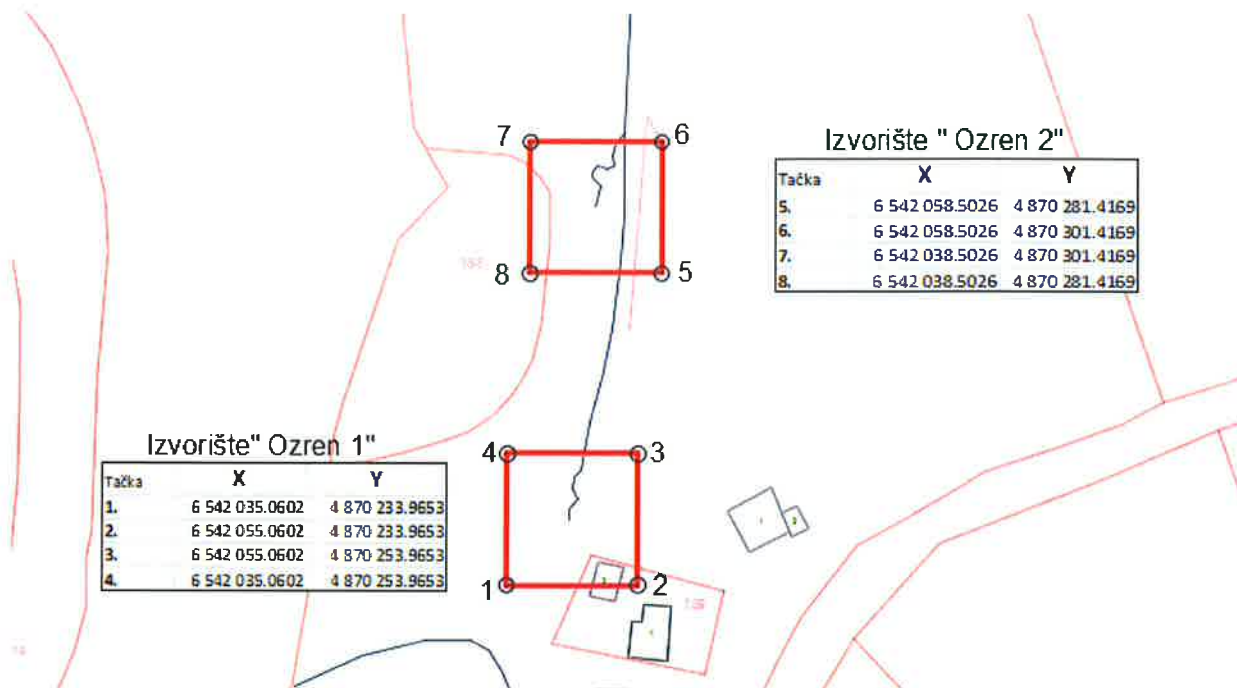 7
6
8
5
Izvorište " Ozren 2"
Tačka X Y
5. 6 542 058.5026 4 870 281.4169
6. 6 542 058.5026 4 870 301.4169
7. 6 542 038.5026 4 870 301.4169
8. 6 542 038.5026 4 870 281.4169
Izvorište" Ozren 1"
Tačka X Y
1. 6 542 035.0602 4 870 233.9653
2. 6 542 055.0602 4 870 233.9653
3. 6 542 055.0602 4 870 253.9653
4. 6 542 035.0602 4 870 253.9653
4
3
1
2